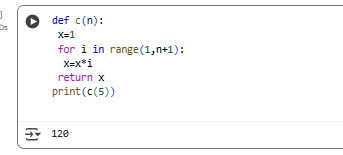 ]
0s
def c(n):
 x=1
 for i in range(1,n+1):
  x=x*i
 return x
print(c(5))
120